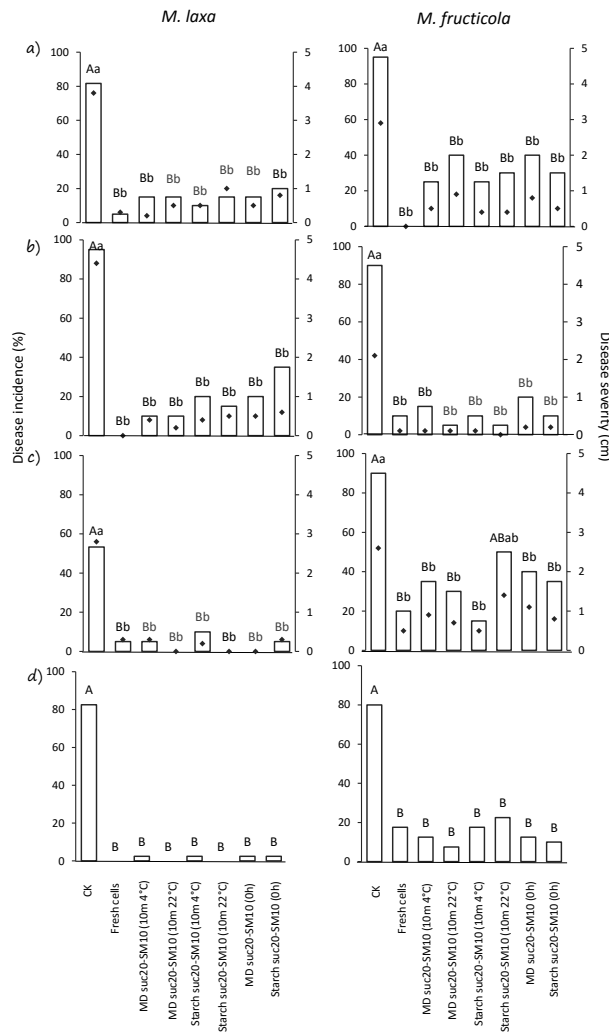 M. laxa M. fructicola
a)
100 5 100 5
80 4 80 4
60 3 60 3
40 2 40 2
20 1 20 1
0 0 0 0
Aa Bb Bb Bb Bb Bb Bb Bb
Aa Bb Bb Bb Bb Bb Bb Bb
b)
100 5 100 5
80 4 80 4
60 3 60 3
40 2 40 2
20 1 20 1
0 0 0 0
Aa Bb Bb Bb Bb Bb Bb Bb
Aa Bb Bb Bb Bb Bb Bb Bb
Disease incidence (%)
Disease severity (cm)
c)
100 5 100 5
80 4 80 4
60 3 60 3
40 2 40 2
20 1 20 1
0 0 0 0
Aa Bb Bb Bb Bb Bb Bb Bb
Aa Bb Bb Bb Bb ABab Bb Bb
d)
100 100
80 80
60 60
40 40
20 20
0 0
A B B B B B B B
A B B B B B B B
CK
Fresh cells
MD suc20-SM10 (10m 4°C)
MD suc20-SM10 (10m 22°C)
Starch suc20-SM10 (10m 4°C)
Starch suc20-SM10 (10m 22°C)
MD suc20-SM10 (0h)
Starch suc20-SM10 (0h)
CK
Fresh cells
MD suc20-SM10 (10m 4°C)
MD suc20-SM10 (10m 22°C)
Starch suc20-SM10 (10m 4°C)
Starch suc20-SM10 (10m 22°C)
MD suc20-SM10 (0h)
Starch suc20-SM10 (0h)